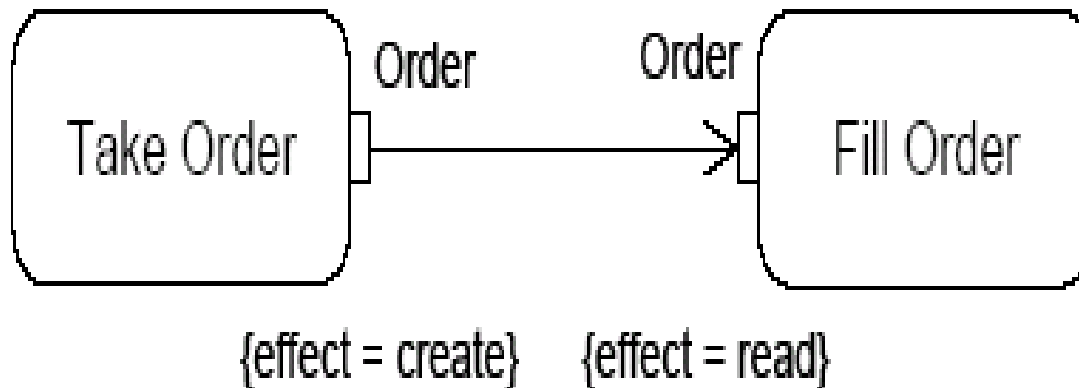 Order Order
Take Order Fill Order
{effect = create} {effect = read}